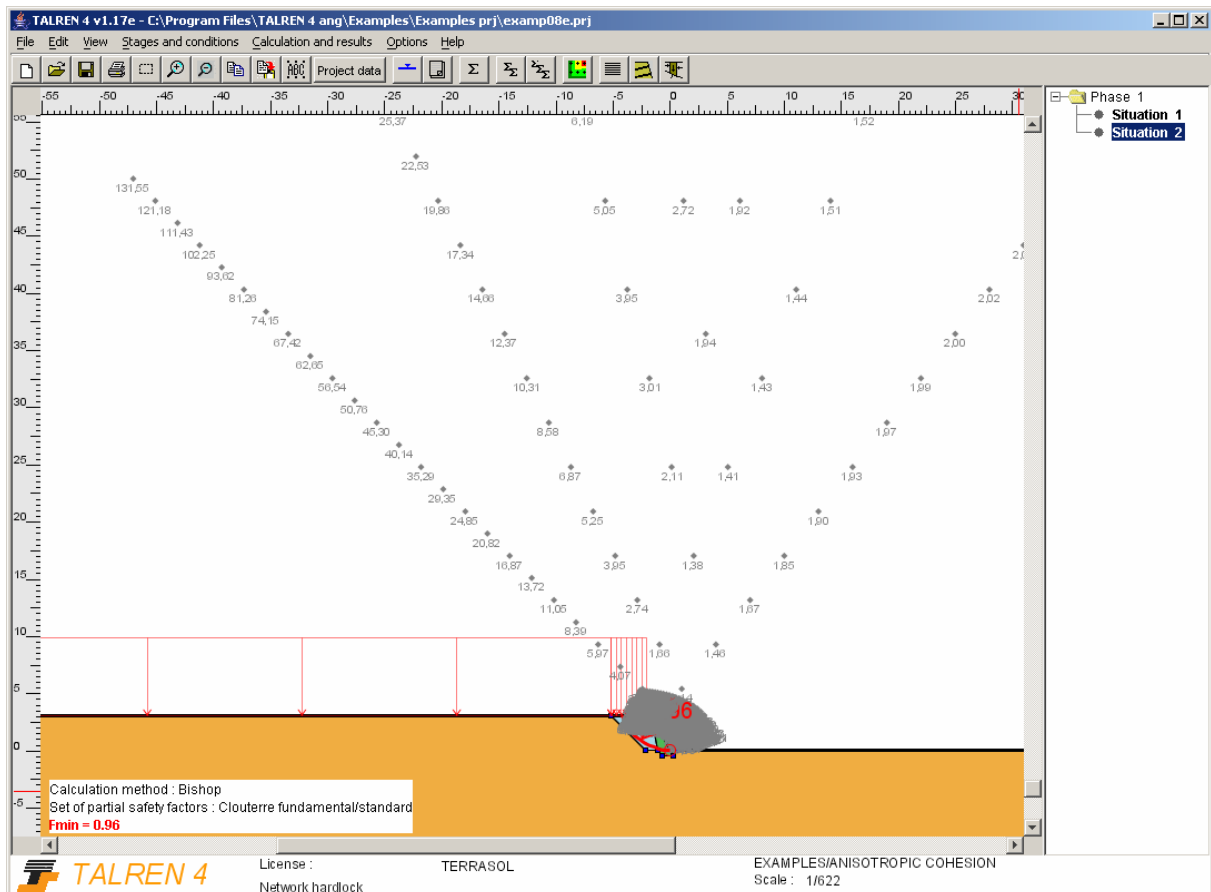 TALREN 4 v1.17e - C:\Program Files\TALREN 4 ang\Examples\Examples prj\examp08e.prj
File Edit View Stages and conditions Calculation and results Options Help
ABC Project data Σ
-55 -50 -45 -40 -35 -30 -25 -20 -15 -10 -5 0 5 10 15 20 25
Phase 1
Situation 1
Situation 2
25,37 6,19 1,52
22,53
50
131,55
121,18 19,86 5,05 2,72 1,92 1,51
111,43
45
102,25 17,34
93,62
40
81,26 14,66 3,95 1,44 2,02
74,15
67,42 12,37 1,94 2,00
35
62,65
56,54 10,31 3,01 1,43 1,99
50,76
30
45,30 8,58 1,97
40,14
25
35,29 6,87 2,11 1,41 1,93
29,35
24,85 5,25 1,90
20
20,82
16,87 3,95 1,38 1,85
15
13,72
11,05 2,74 1,67
10
8,39
5,97 1,66 1,46
4,07
5
0
-5
Calculation method : Bishop
Set of partial safety factors : Clouterre fundamental/standard
Fmin = 0.96
TALREN 4
License : TERRASOL
Network hardlock
EXAMPLES/ANISOTROPIC COHESION
Scale : 1/622